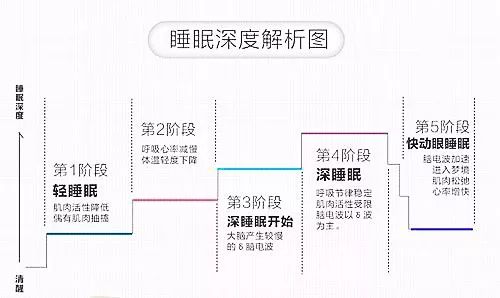 睡眠深度解析图
睡眠深度
清醒
第1阶段
轻睡眠
肌肉活性降低
偶有肌肉抽搐
第2阶段
呼吸心率减慢
体温轻度下降
第3阶段
深睡眠开始
大脑产生较慢
的 δ 脑电波
第4阶段
深睡眠
呼吸节律稳定
肌肉活性受限
脑电波以 δ 波
为主。
第5阶段
快动眼睡眠
脑电波加速
进入梦境
肌肉松弛
心率增快